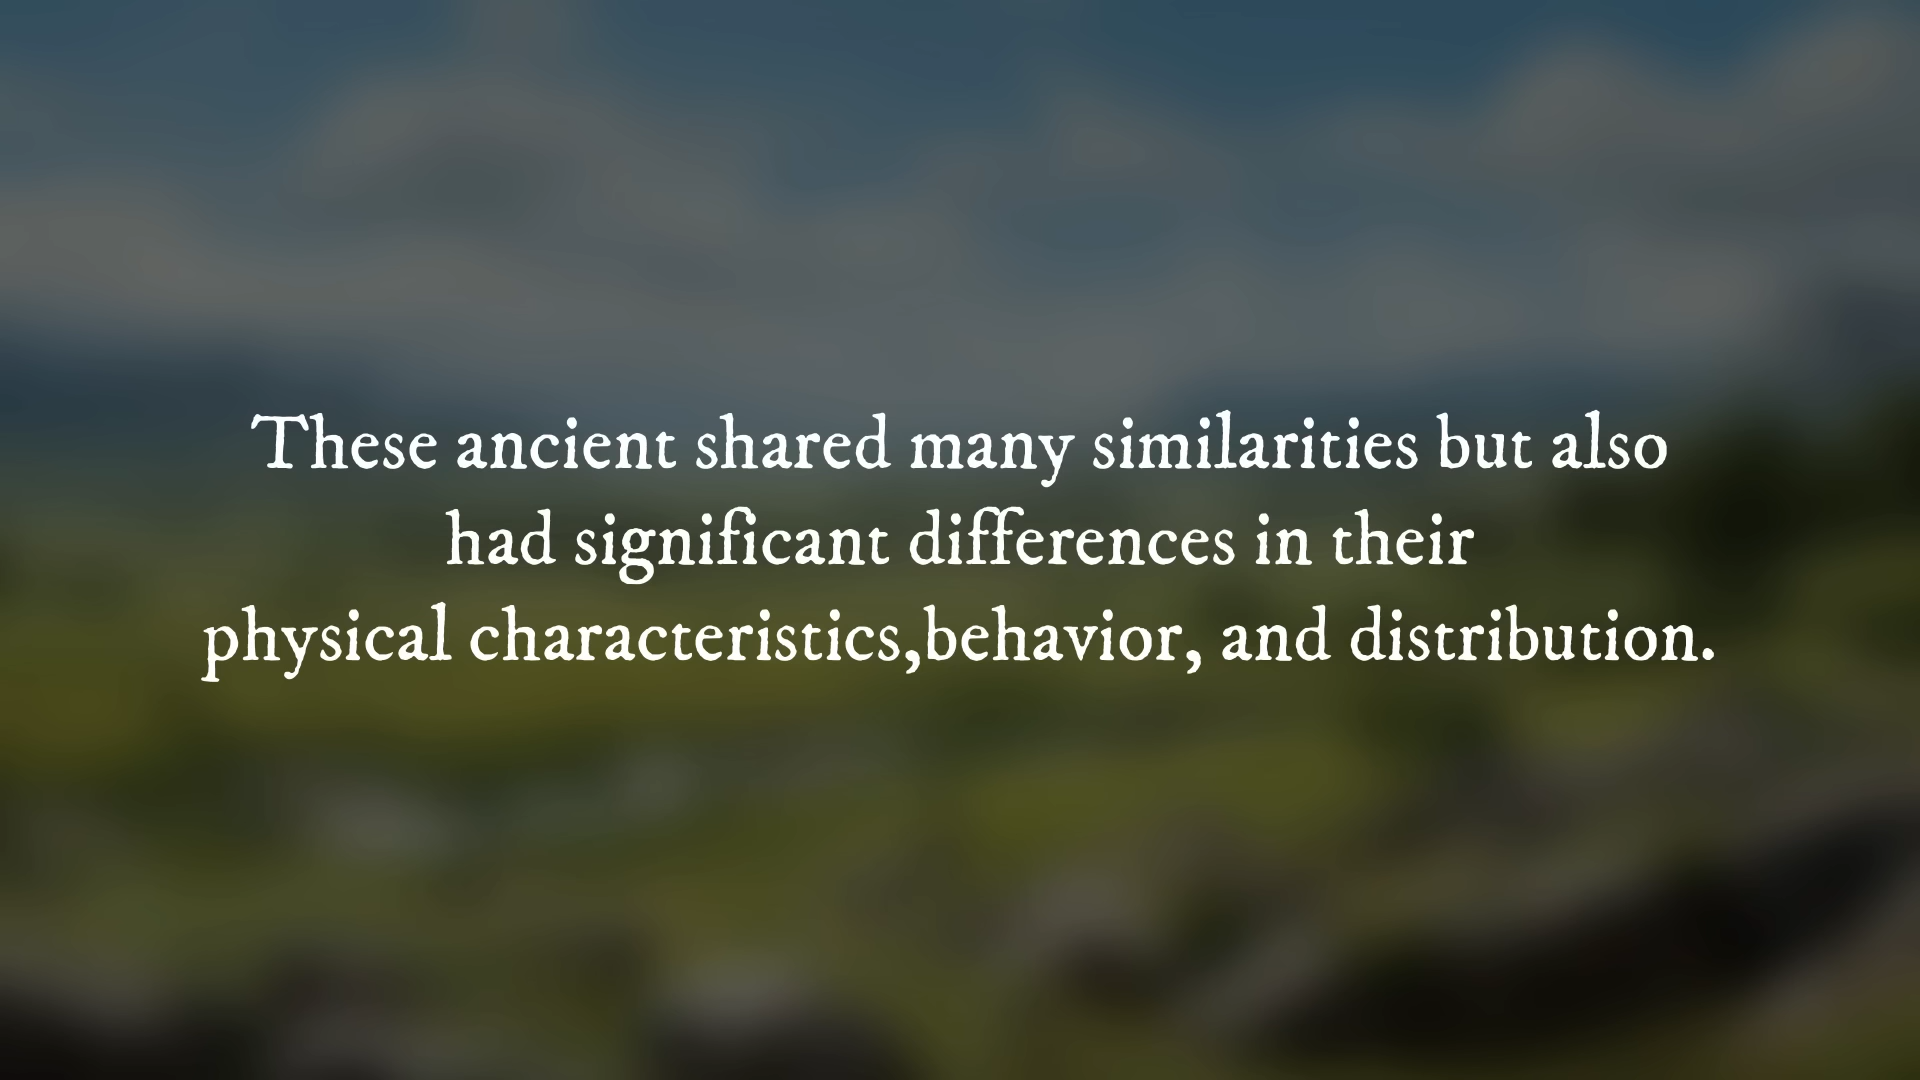 These ancient shared many similarities but also
had significant differences in their
physical characteristics,behavior, and distribution.